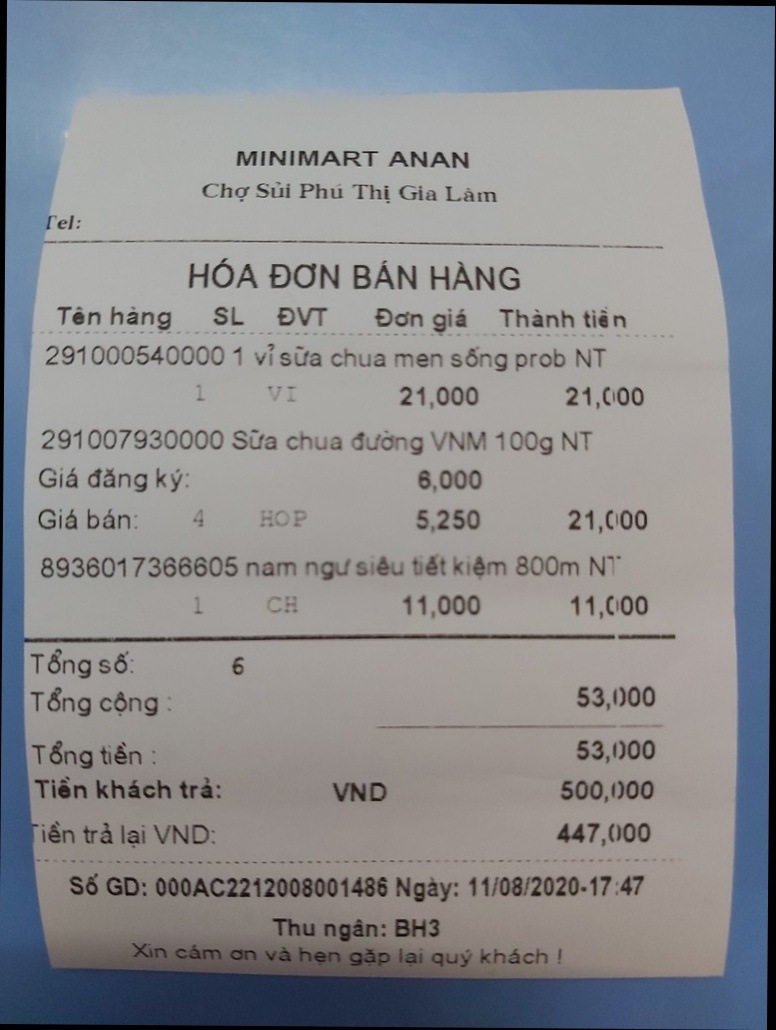 MINIMART ANAN
Chợ Sủi Phú Thị Gia Lâm
Tel:
HÓA ĐƠN BÁN HÀNG
Tên hàng SL ĐVT Đơn giá Thành tiền
291000540000 1 vỉ sữa chua men sống prob NT
1 VI 21,000 21,000
291007930000 Sữa chua đường VNM 100g NT
Giá đăng ký: 6,000
Giá bán: 4 HOP 5,250 21,000
8936017366605 nam ngư siêu tiết kiệm 800m NT
1 CH 11,000 11,000
Tổng số: 6
Tổng cộng : 53,000
Tổng tiền : 53,000
Tiền khách trả: VND 500,000
Tiền trả lại VND: 447,000
Số GD: 000AC2212008001486 Ngày: 11/08/2020-17:47
Thu ngân: BH3
Xin cám ơn và hẹn gặp lại quý khách !